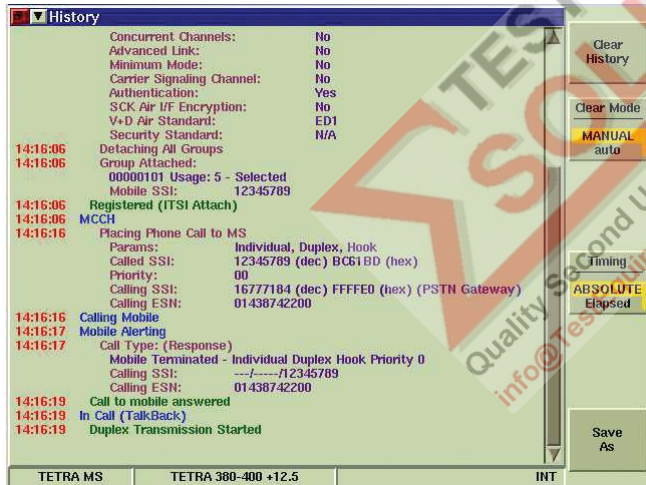 History
Concurrent Channels: No
Advanced Link: No
Minimum Mode: No
Carrier Signaling Channel: No
Authentication: Yes
SCK Air I/F Encryption: No
V+D Air Standard: ED1
Security Standard: N/A
14:16:06 Detaching All Groups
14:16:06 Group Attached:
00000101 Usage: 5 - Selected
Mobile SSI: 12345789
14:16:06 Registered (ITSI Attach)
14:16:06 MCCH
14:16:16 Placing Phone Call to MS
Params: Individual, Duplex, Hook
Called SSI: 12345789 (dec) BC61BD (hex)
Priority: 00
Calling SSI: 16777184 (dec) FFFFE0 (hex) (PSTN Gateway)
Calling ESN: 01438742200
14:16:16 Calling Mobile
14:16:17 Mobile Alerting
14:16:17 Call Type: (Response)
Mobile Terminated - Individual Duplex Hook Priority 0
Calling SSI: ---/-----/12345789
Calling ESN: 01438742200
14:16:19 Call to mobile answered
14:16:19 In Call (TalkBack)
14:16:19 Duplex Transmission Started
TETRA MS TETRA 380-400 +12.5 INT
Clear
History
Clear Mode
MANUAL
auto
Timing
ABSOLUTE
Elapsed
Save
As
Quality Second